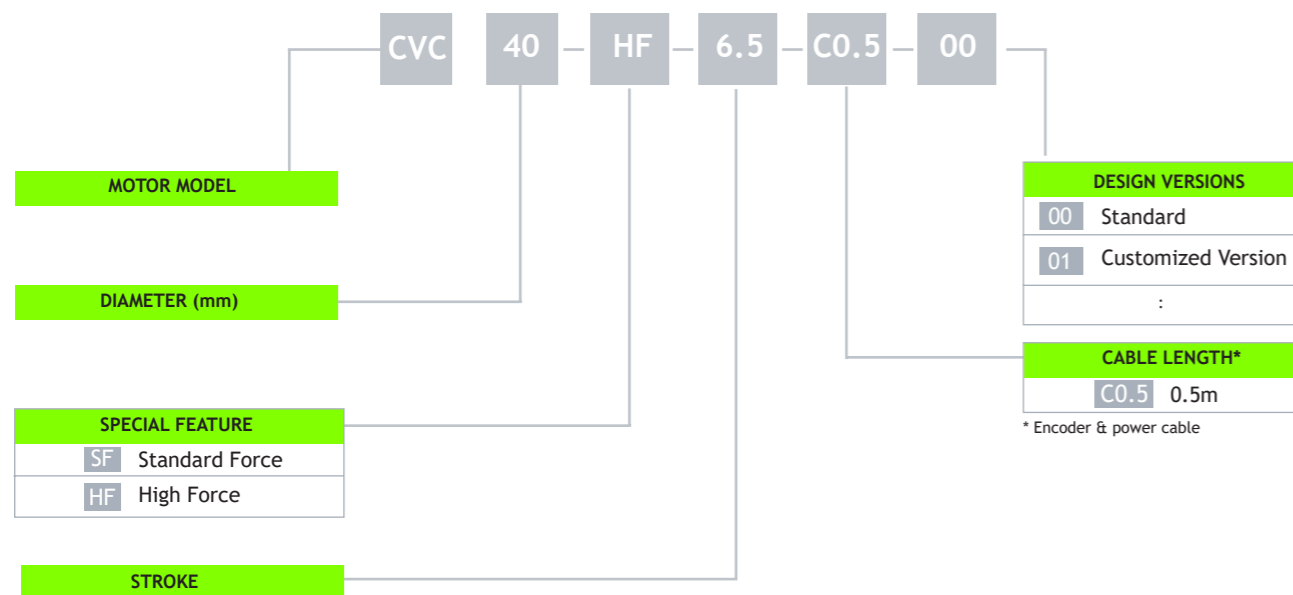 CVC 40 – HF – 6.5 – C0.5 – 00
MOTOR MODEL
DIAMETER (mm)
SPECIAL FEATURE
SF Standard Force
HF High Force
STROKE
DESIGN VERSIONS
00 Standard
01 Customized Version
:
CABLE LENGTH*
C0.5 0.5m
* Encoder & power cable